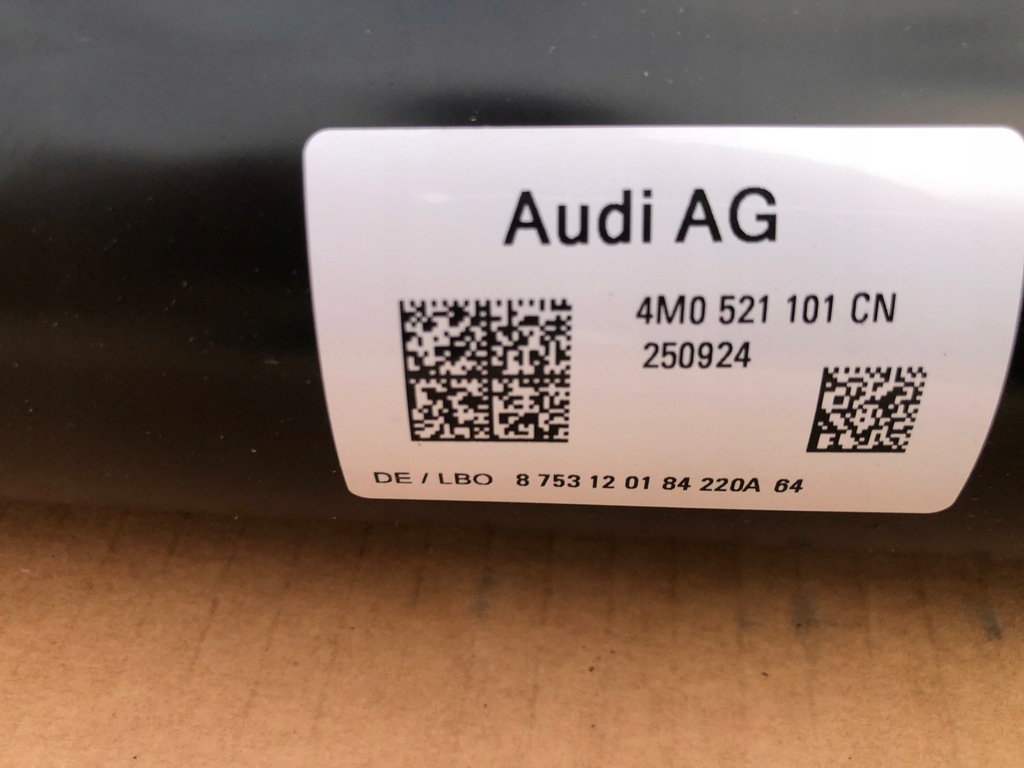 Audi AG
4M0 521 101 CN
250924
DE / LBO 8 753 12 01 84 220A 64